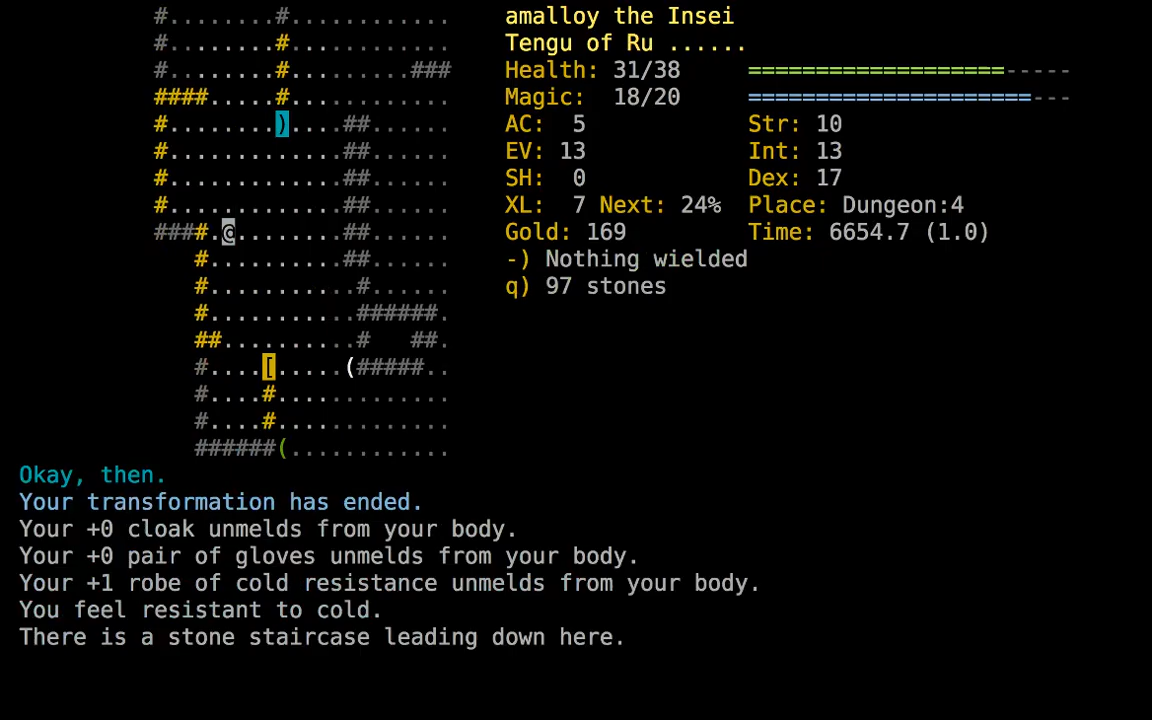 #........#............ amalloy the Insei
#........#............ Tengu of Ru ......
#........#.........### Health: 31/38 ===================-----
####.....#............ Magic: 18/20 =====================---
#........)....##...... AC: 5 Str: 10
#.............##...... EV: 13 Int: 13
#.............##...... SH: 0 Dex: 17
#.............##...... XL: 7 Next: 24% Place: Dungeon:4
####.@........##...... Gold: 169 Time: 6654.7 (1.0)
#..........##...... -) Nothing wielded
#...........#...... q) 97 stones
#...........######.
##..........#   ##.
#....[.....(#####..
#....#.............
#....#.............
######(............
Okay, then.
Your transformation has ended.
Your +0 cloak unmelds from your body.
Your +0 pair of gloves unmelds from your body.
Your +1 robe of cold resistance unmelds from your body.
You feel resistant to cold.
There is a stone staircase leading down here.